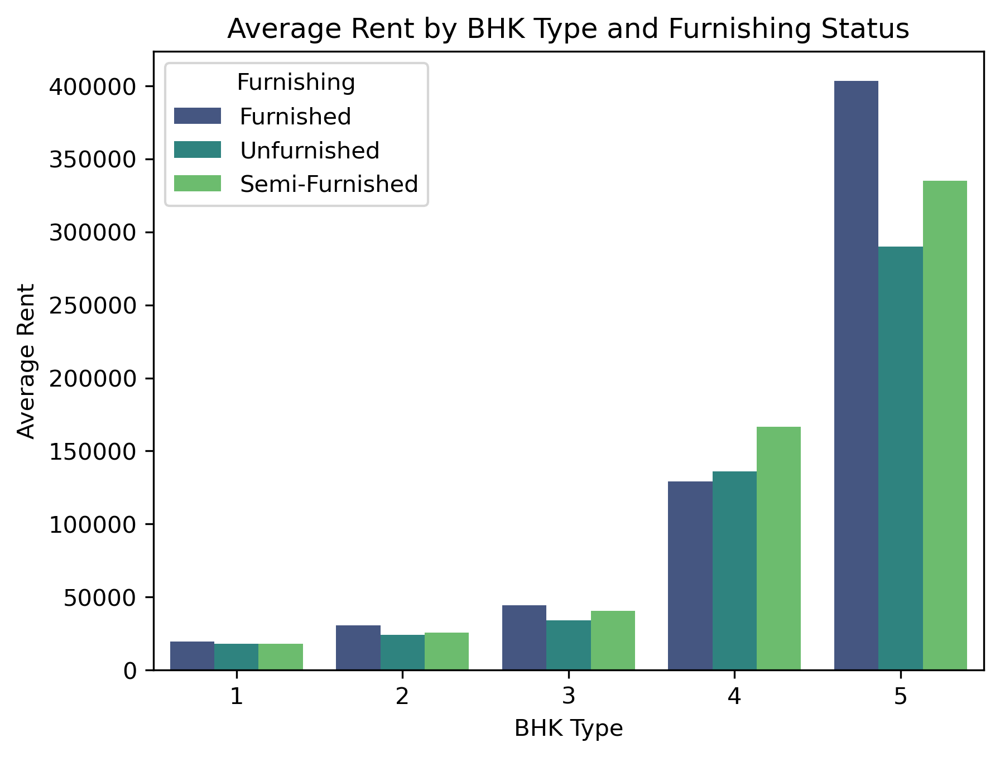 Average Rent by BHK Type and Furnishing Status
Furnishing
Furnished
Unfurnished
Semi-Furnished
400000
350000
300000
250000
200000
150000
100000
50000
0
Average Rent
1 2 3 4 5
BHK Type